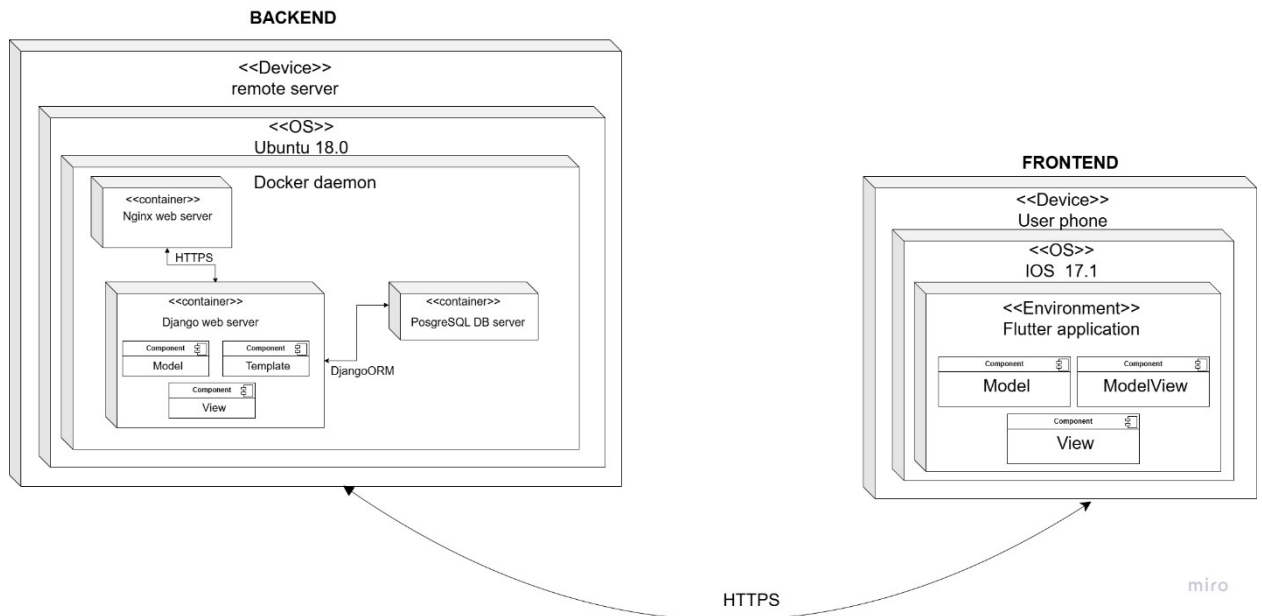 BACKEND
<<Device>>
remote server
<<OS>>
Ubuntu 18.0
Docker daemon
<<container>>
Nginx web server
HTTPS
<<container>>
Django web server
Component
Model
Component
Template
Component
View
DjangoORM
<<container>>
PosgreSQL DB server
FRONTEND
<<Device>>
User phone
<<OS>>
IOS 17.1
<<Environment>>
Flutter application
Component
Model
Component
ModelView
Component
View
HTTPS
miro